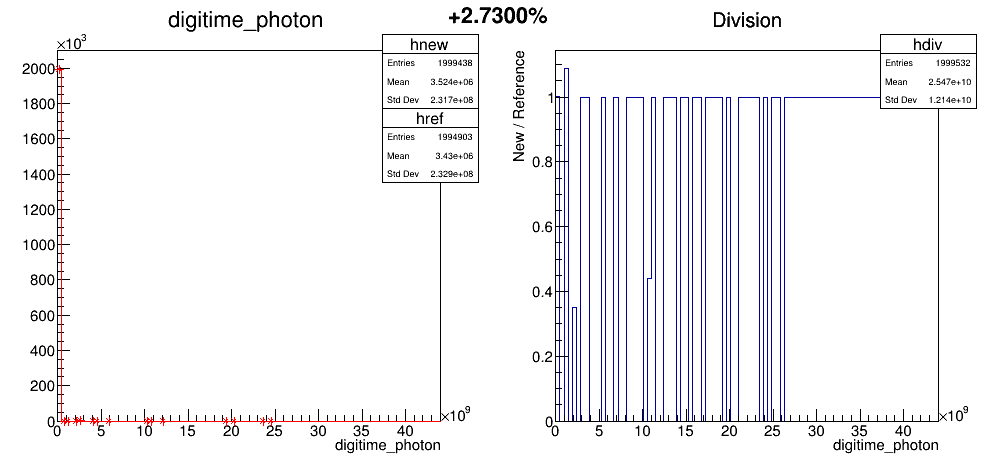 +2.7300%
digitime_photon
×10³
2000
1800
1600
1400
1200
1000
800
600
400
200
0
0 5 10 15 20 25 30 35 40
×10⁹
digitime_photon
hnew
Entries 1999438
Mean 3.524e+06
Std Dev 2.317e+08
href
Entries 1994903
Mean 3.43e+06
Std Dev 2.329e+08
Division
New / Reference
1
0.8
0.6
0.4
0.2
0
0 5 10 15 20 25 30 35 40
×10⁹
digitime_photon
hdiv
Entries 1999532
Mean 2.547e+10
Std Dev 1.214e+10